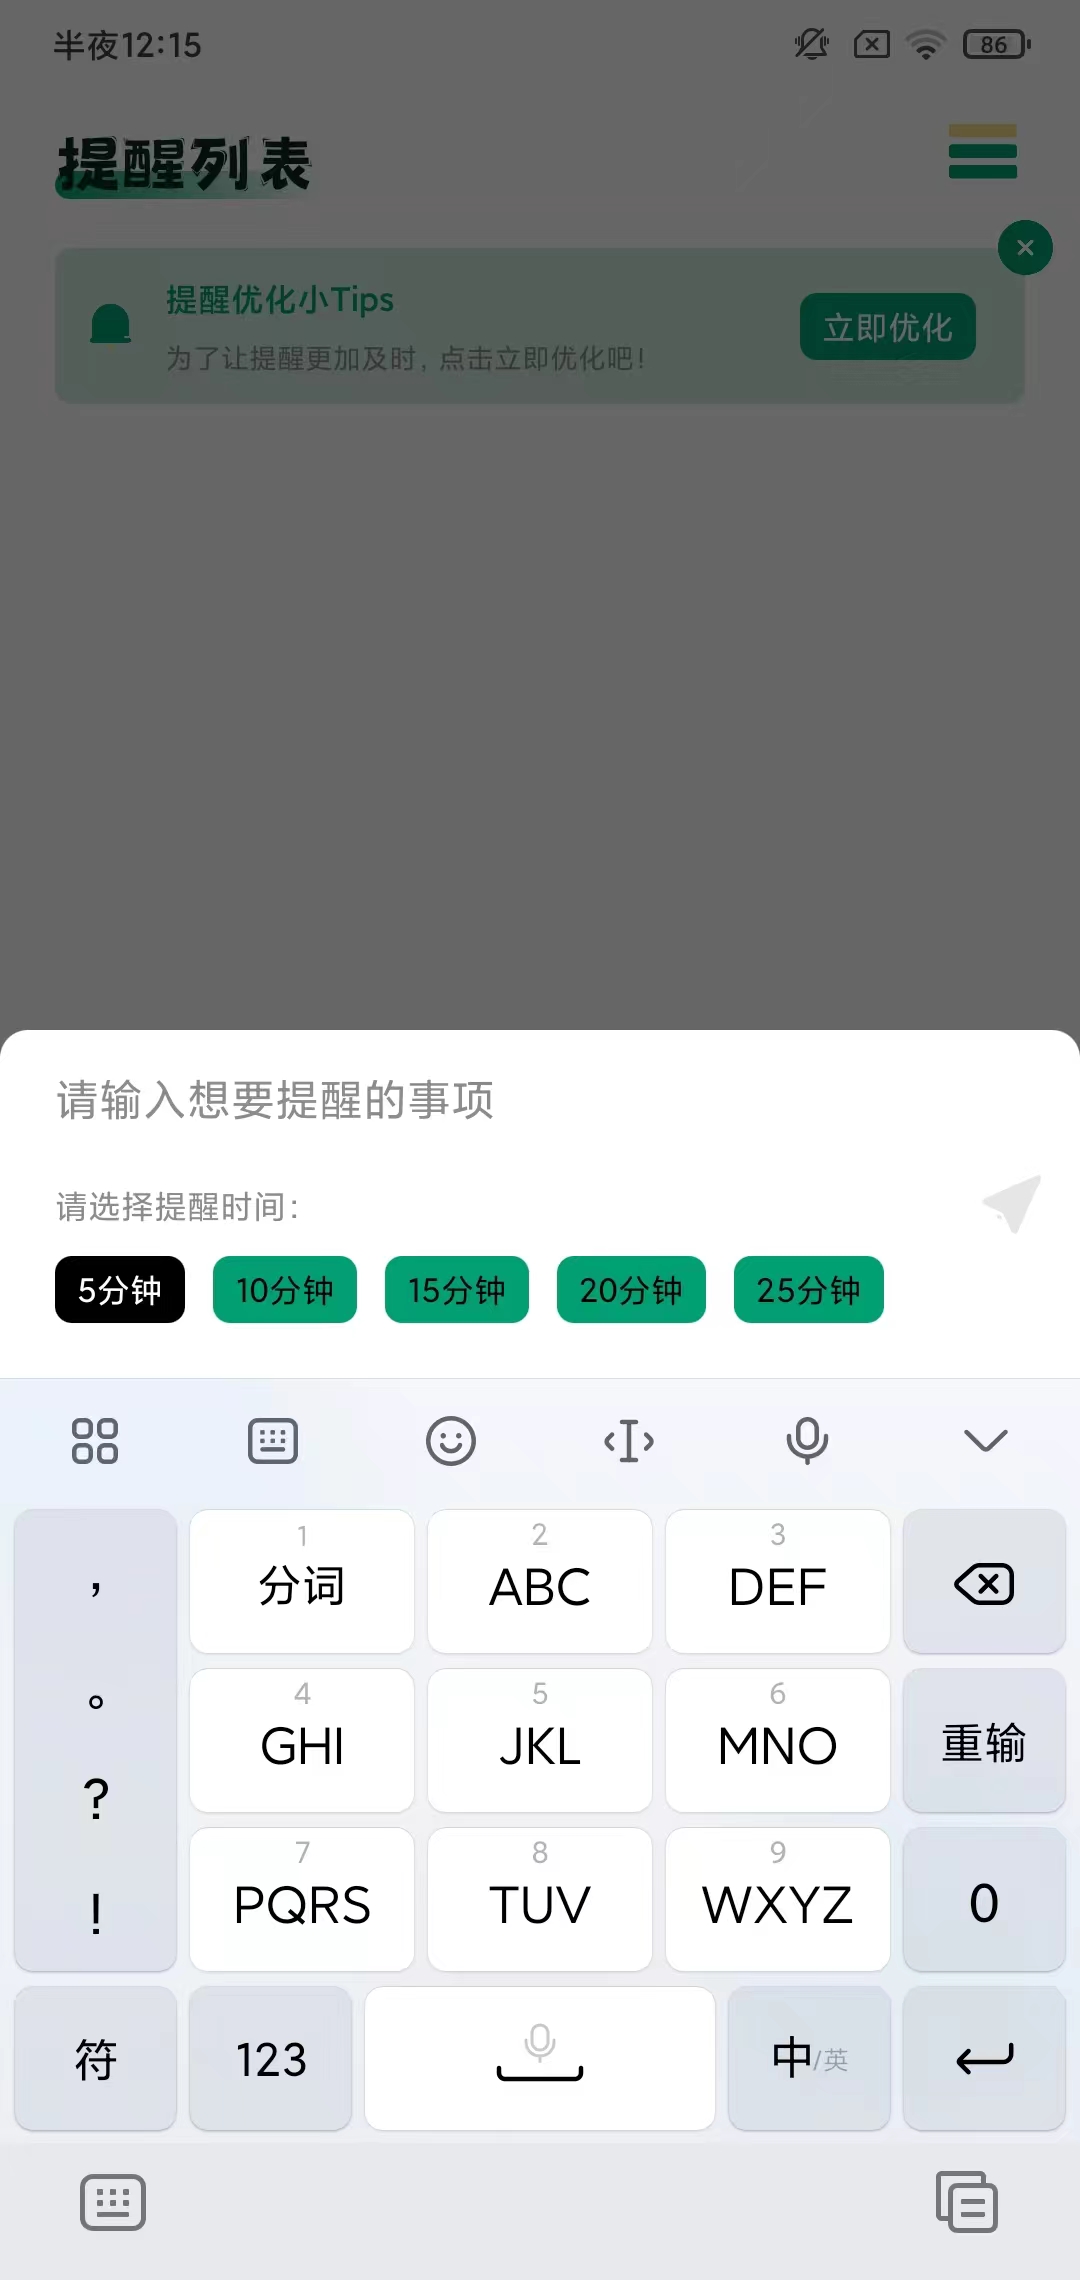 半夜12:15
86
提醒列表
提醒优化小Tips
为了让提醒更加及时，点击立即优化吧！
立即优化
请输入想要提醒的事项
请选择提醒时间：
5分钟 10分钟 15分钟 20分钟 25分钟
， 1 分词 2 ABC 3 DEF
。 4 GHI 5 JKL 6 MNO 重输
？ 7 PQRS 8 TUV 9 WXYZ 0
！
符 123 中/英